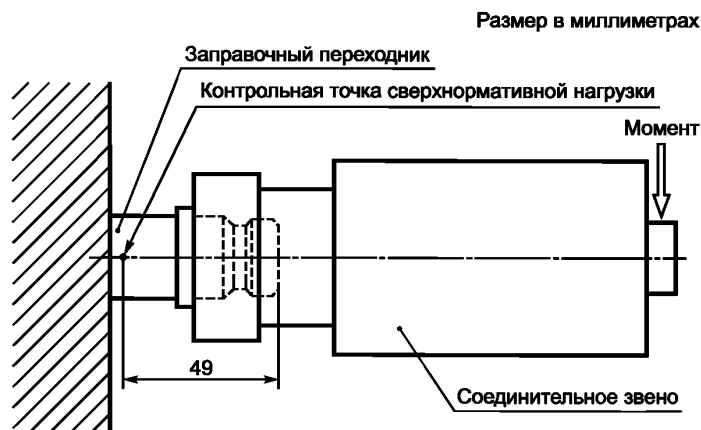 Размер в миллиметрах
Заправочный переходник
Контрольная точка сверхнормативной нагрузки
Момент
49
Соединительное звено